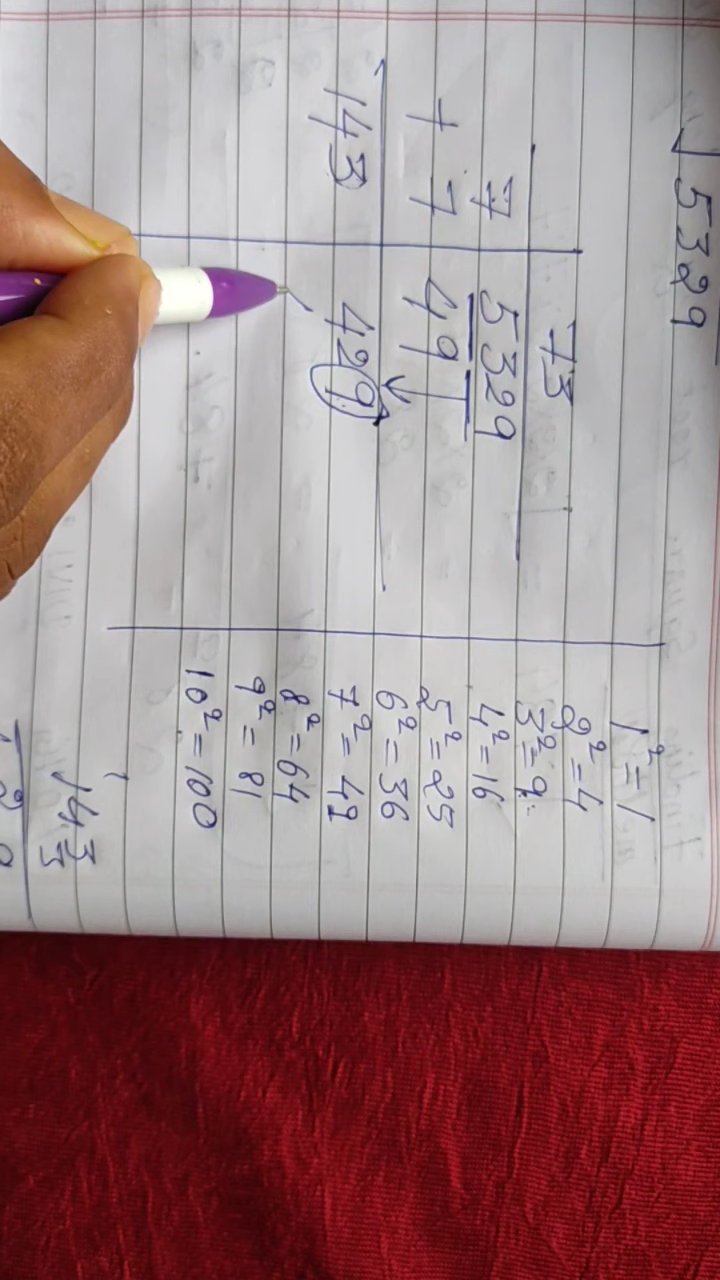 √5329
73
7 5329
+ 7 49↓
143 429
1² = 1
2² = 4
3² = 9
4² = 16
5² = 25
6² = 36
7² = 49
8² = 64
9² = 81
10² = 100
143
3